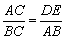 AC/BC = DE/AB